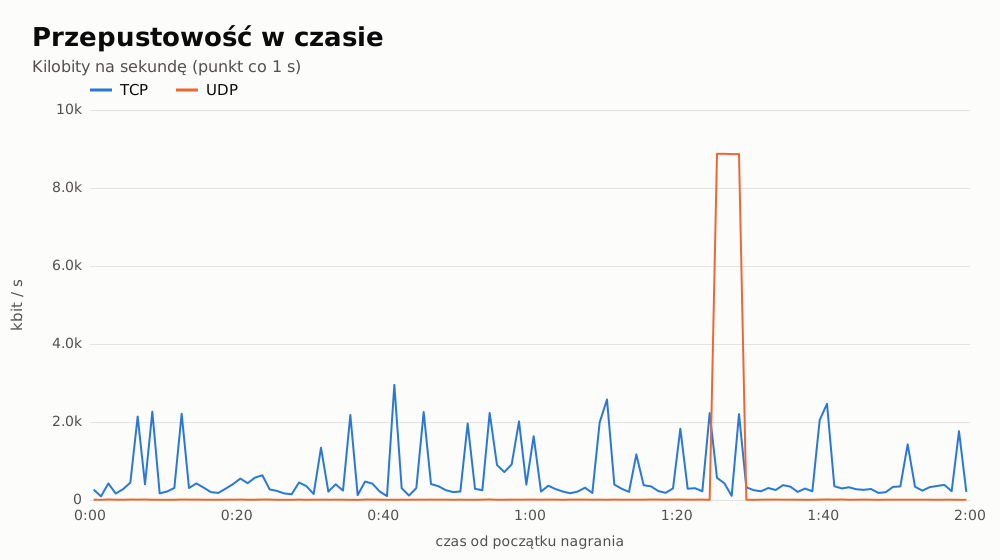 Przepustowość w czasie
Kilobity na sekundę (punkt co 1 s)
TCP UDP
10k
8.0k
6.0k
4.0k
2.0k
0
kbit / s
0:00 0:20 0:40 1:00 1:20 1:40 2:00
czas od początku nagrania